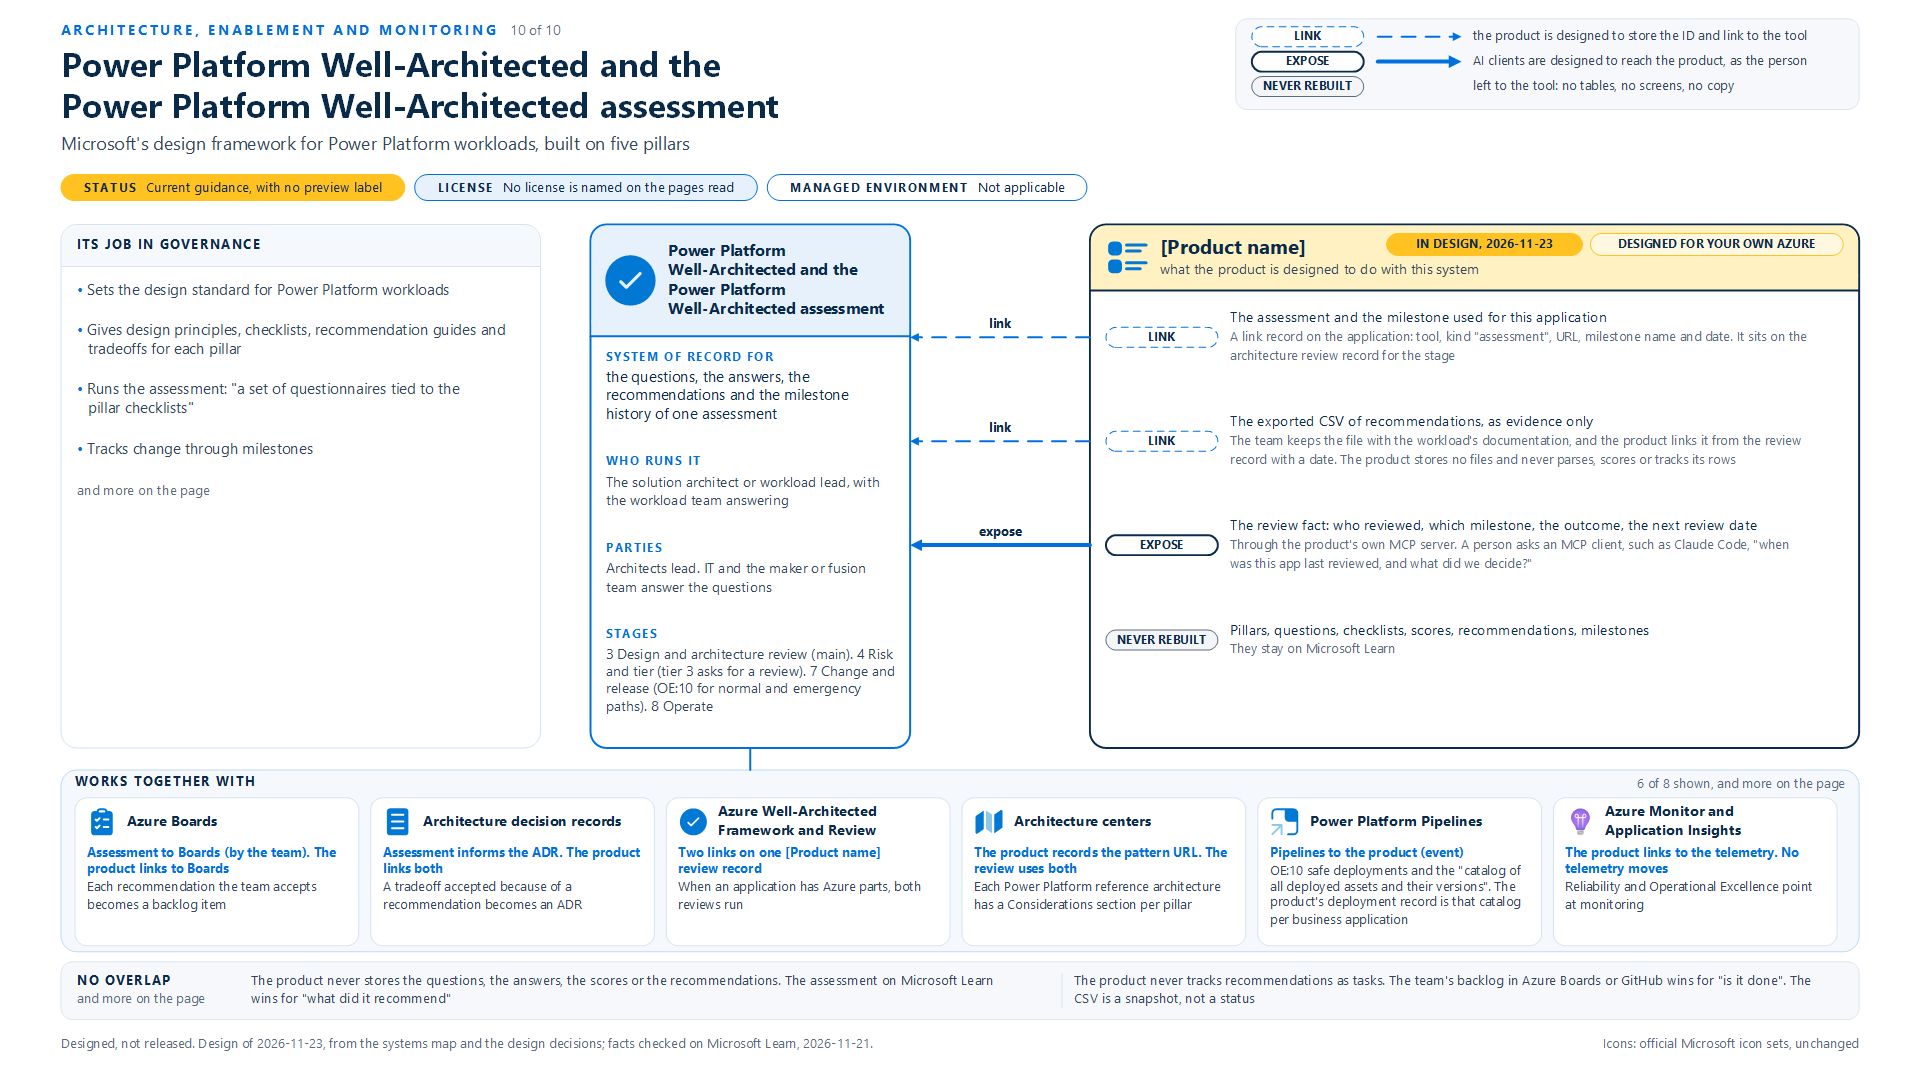 ARCHITECTURE, ENABLEMENT AND MONITORING 10 of 10
Power Platform Well-Architected and the
Power Platform Well-Architected assessment
Microsoft's design framework for Power Platform workloads, built on five pillars
LINK the product is designed to store the ID and link to the tool
EXPOSE AI clients are designed to reach the product, as the person
NEVER REBUILT left to the tool: no tables, no screens, no copy
STATUS Current guidance, with no preview label
LICENSE No license is named on the pages read
MANAGED ENVIRONMENT Not applicable
ITS JOB IN GOVERNANCE
• Sets the design standard for Power Platform workloads
• Gives design principles, checklists, recommendation guides and
tradeoffs for each pillar
• Runs the assessment: "a set of questionnaires tied to the
pillar checklists"
• Tracks change through milestones
and more on the page
Power Platform
Well-Architected and the
Power Platform
Well-Architected assessment
SYSTEM OF RECORD FOR
the questions, the answers, the
recommendations and the milestone
history of one assessment
WHO RUNS IT
The solution architect or workload lead, with
the workload team answering
PARTIES
Architects lead. IT and the maker or fusion
team answer the questions
STAGES
3 Design and architecture review (main). 4 Risk
and tier (tier 3 asks for a review). 7 Change and
release (OE:10 for normal and emergency
paths). 8 Operate
link
link
expose
[Product name]
IN DESIGN, 2026-11-23
DESIGNED FOR YOUR OWN AZURE
what the product is designed to do with this system
LINK
The assessment and the milestone used for this application
A link record on the application: tool, kind "assessment", URL, milestone name and date. It sits on the
architecture review record for the stage
LINK
The exported CSV of recommendations, as evidence only
The team keeps the file with the workload's documentation, and the product links it from the review
record with a date. The product stores no files and never parses, scores or tracks its rows
EXPOSE
The review fact: who reviewed, which milestone, the outcome, the next review date
Through the product's own MCP server. A person asks an MCP client, such as Claude Code, "when
was this app last reviewed, and what did we decide?"
NEVER REBUILT
Pillars, questions, checklists, scores, recommendations, milestones
They stay on Microsoft Learn
WORKS TOGETHER WITH
6 of 8 shown, and more on the page
Azure Boards
Assessment to Boards (by the team). The
product links to Boards
Each recommendation the team accepts
becomes a backlog item
Architecture decision records
Assessment informs the ADR. The product
links both
A tradeoff accepted because of a
recommendation becomes an ADR
Azure Well-Architected
Framework and Review
Two links on one [Product name]
review record
When an application has Azure parts, both
reviews run
Architecture centers
The product records the pattern URL. The
review uses both
Each Power Platform reference architecture
has a Considerations section per pillar
Power Platform Pipelines
Pipelines to the product (event)
OE:10 safe deployments and the "catalog of
all deployed assets and their versions". The
product's deployment record is that catalog
per business application
Azure Monitor and
Application Insights
The product links to the telemetry. No
telemetry moves
Reliability and Operational Excellence point
at monitoring
NO OVERLAP
and more on the page
The product never stores the questions, the answers, the scores or the recommendations. The assessment on Microsoft Learn
wins for "what did it recommend"
The product never tracks recommendations as tasks. The team's backlog in Azure Boards or GitHub wins for "is it done". The
CSV is a snapshot, not a status
Designed, not released. Design of 2026-11-23, from the systems map and the design decisions; facts checked on Microsoft Learn, 2026-11-21.
Icons: official Microsoft icon sets, unchanged